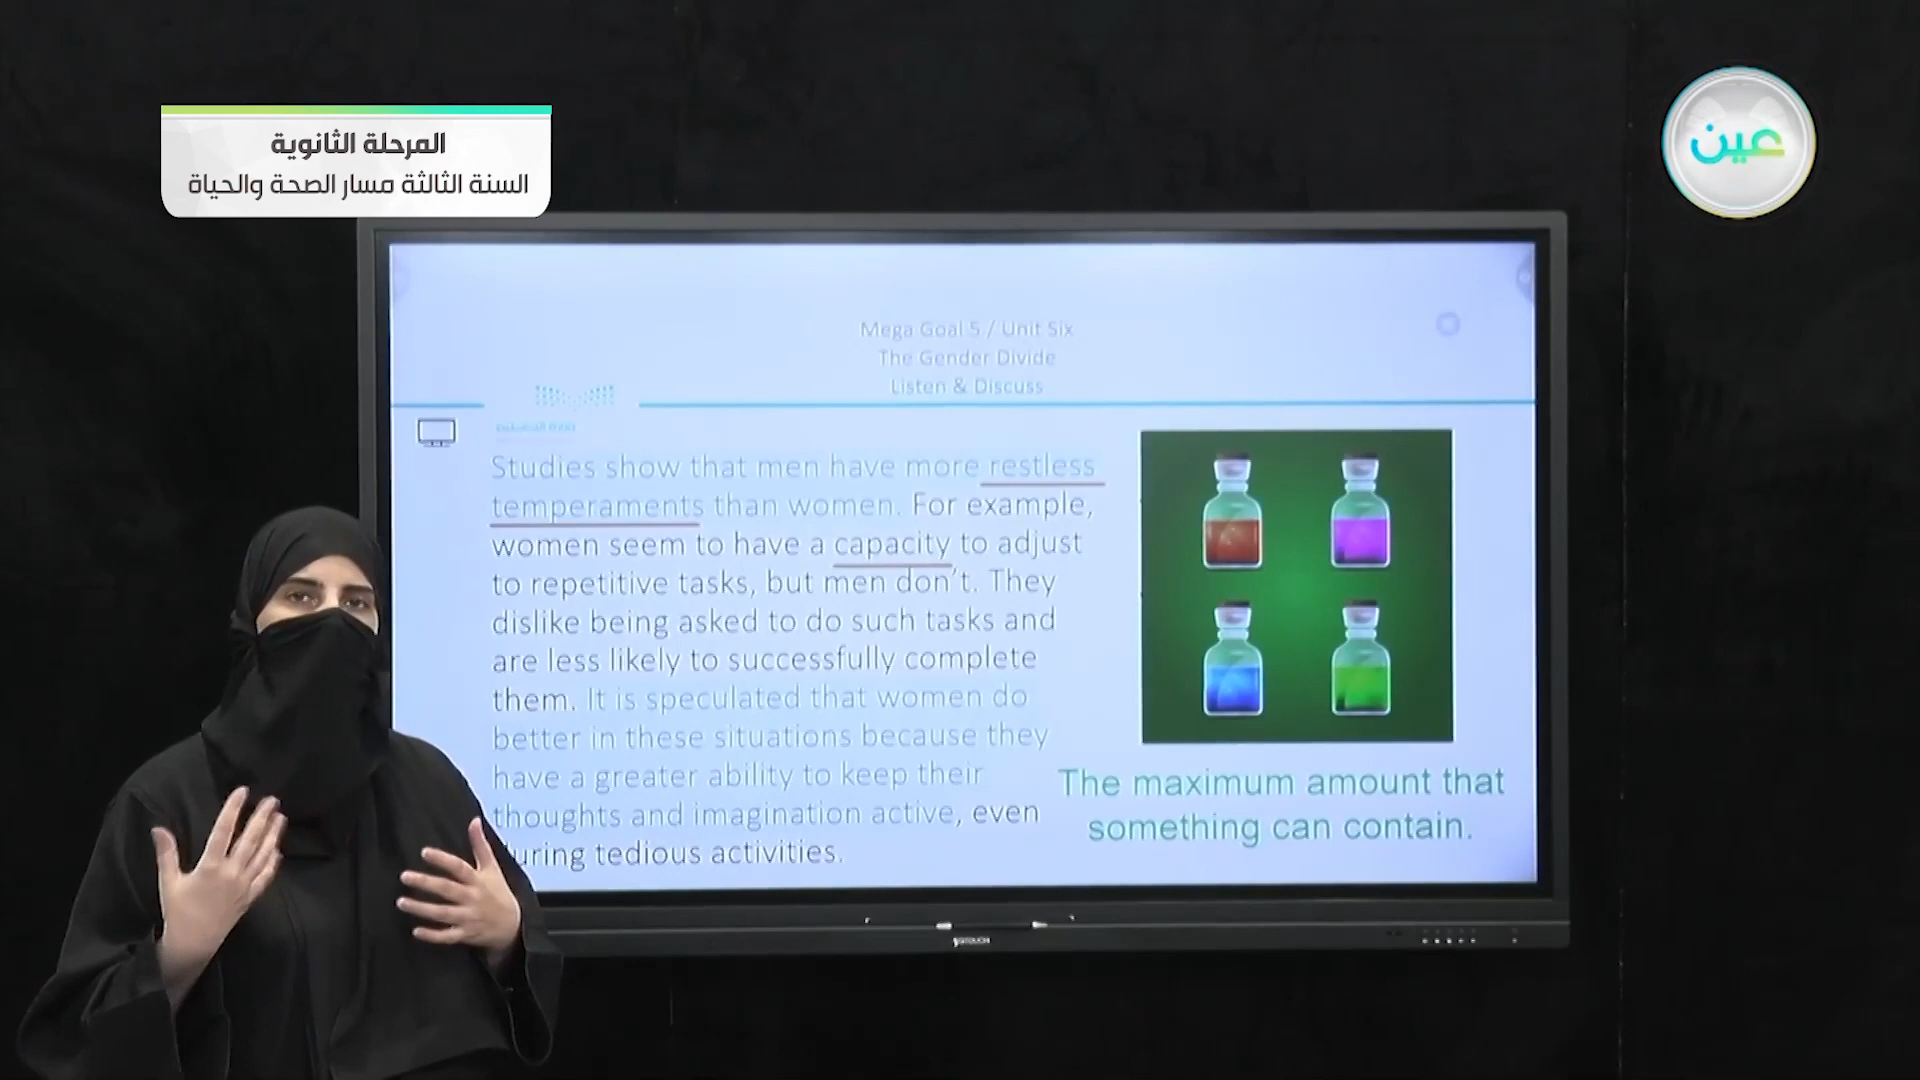 المرحلة الثانوية
السنة الثالثة مسار الصحة والحياة
عين
Mega Goal 5 / Unit Six
The Gender Divide
Listen & Discuss
Studies show that men have more restless
temperaments than women. For example,
women seem to have a capacity to adjust
to repetitive tasks, but men don't. They
dislike being asked to do such tasks and
are less likely to successfully complete
them. It is speculated that women do
better in these situations because they
have a greater ability to keep their
thoughts and imagination active, even
during tedious activities.
The maximum amount that
something can contain.